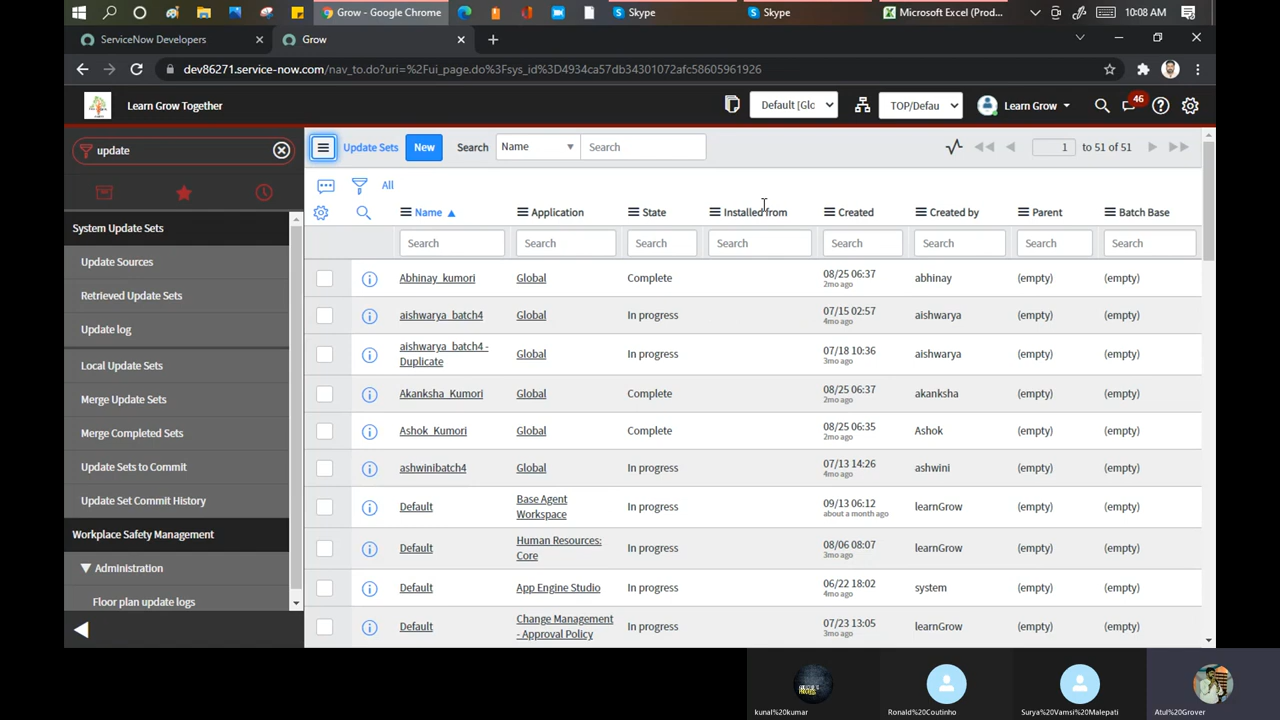 Grow - Google Chrome
Skype
Skype
Microsoft Excel (Prod...
10:08 AM
ServiceNow Developers
Grow
dev86271.service-now.com/nav_to.do?uri=%2Fui_page.do%3Fsys_id%3D4934ca57db34301072afc58605961926
Learn Grow Together
Default [Glc
TOP/Defau
Learn Grow
46
update
Update Sets
New
Search
Name
Search
1
to 51 of 51
All
Name
Application
State
Installed from
Created
Created by
Parent
Batch Base
Search
Search
Search
Search
Search
Search
Search
Search
System Update Sets
Update Sources
Retrieved Update Sets
Update log
Local Update Sets
Merge Update Sets
Merge Completed Sets
Update Sets to Commit
Update Set Commit History
Workplace Safety Management
Administration
Floor plan update logs
Abhinay_kumori Global Complete 08/25 06:37 abhinay (empty) (empty)
2mo ago
aishwarya_batch4 Global In progress 07/15 02:57 aishwarya (empty) (empty)
4mo ago
aishwarya_batch4 - Global In progress 07/18 10:36 aishwarya (empty) (empty)
Duplicate 3mo ago
Akanksha_Kumori Global Complete 08/25 06:37 akanksha (empty) (empty)
2mo ago
Ashok_Kumori Global Complete 08/25 06:35 Ashok (empty) (empty)
2mo ago
ashwinibatch4 Global In progress 07/13 14:26 ashwini (empty) (empty)
4mo ago
Default Base Agent In progress 09/13 06:12 learnGrow (empty) (empty)
Workspace about a month ago
Default Human Resources: In progress 08/06 08:07 learnGrow (empty) (empty)
Core 3mo ago
Default App Engine Studio In progress 06/22 18:02 system (empty) (empty)
4mo ago
Default Change Management In progress 07/23 13:05 learnGrow (empty) (empty)
- Approval Policy 3mo ago
kunal%20kumar
Ronald%20Coutinho
Surya%20Vamsi%20Malepati
Atul%20Grover